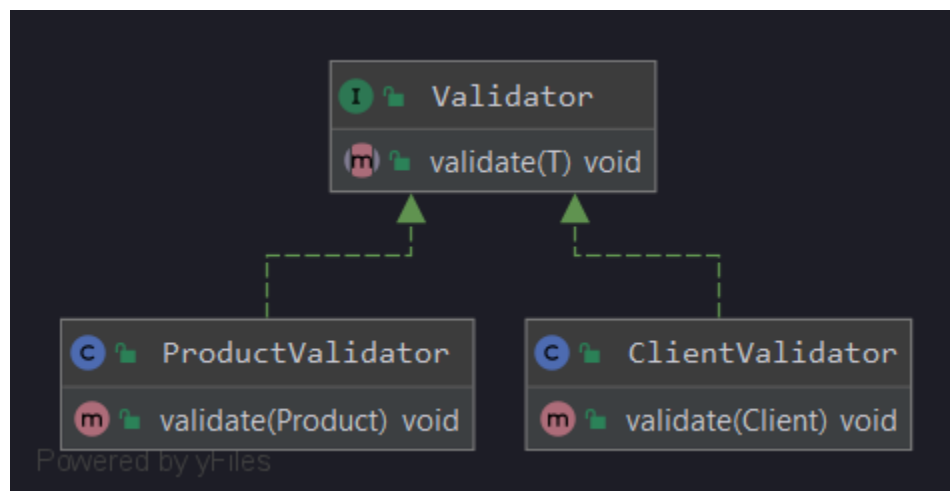 I Validator
m validate(T) void
C ProductValidator
m validate(Product) void
C ClientValidator
m validate(Client) void
Powered by yFiles